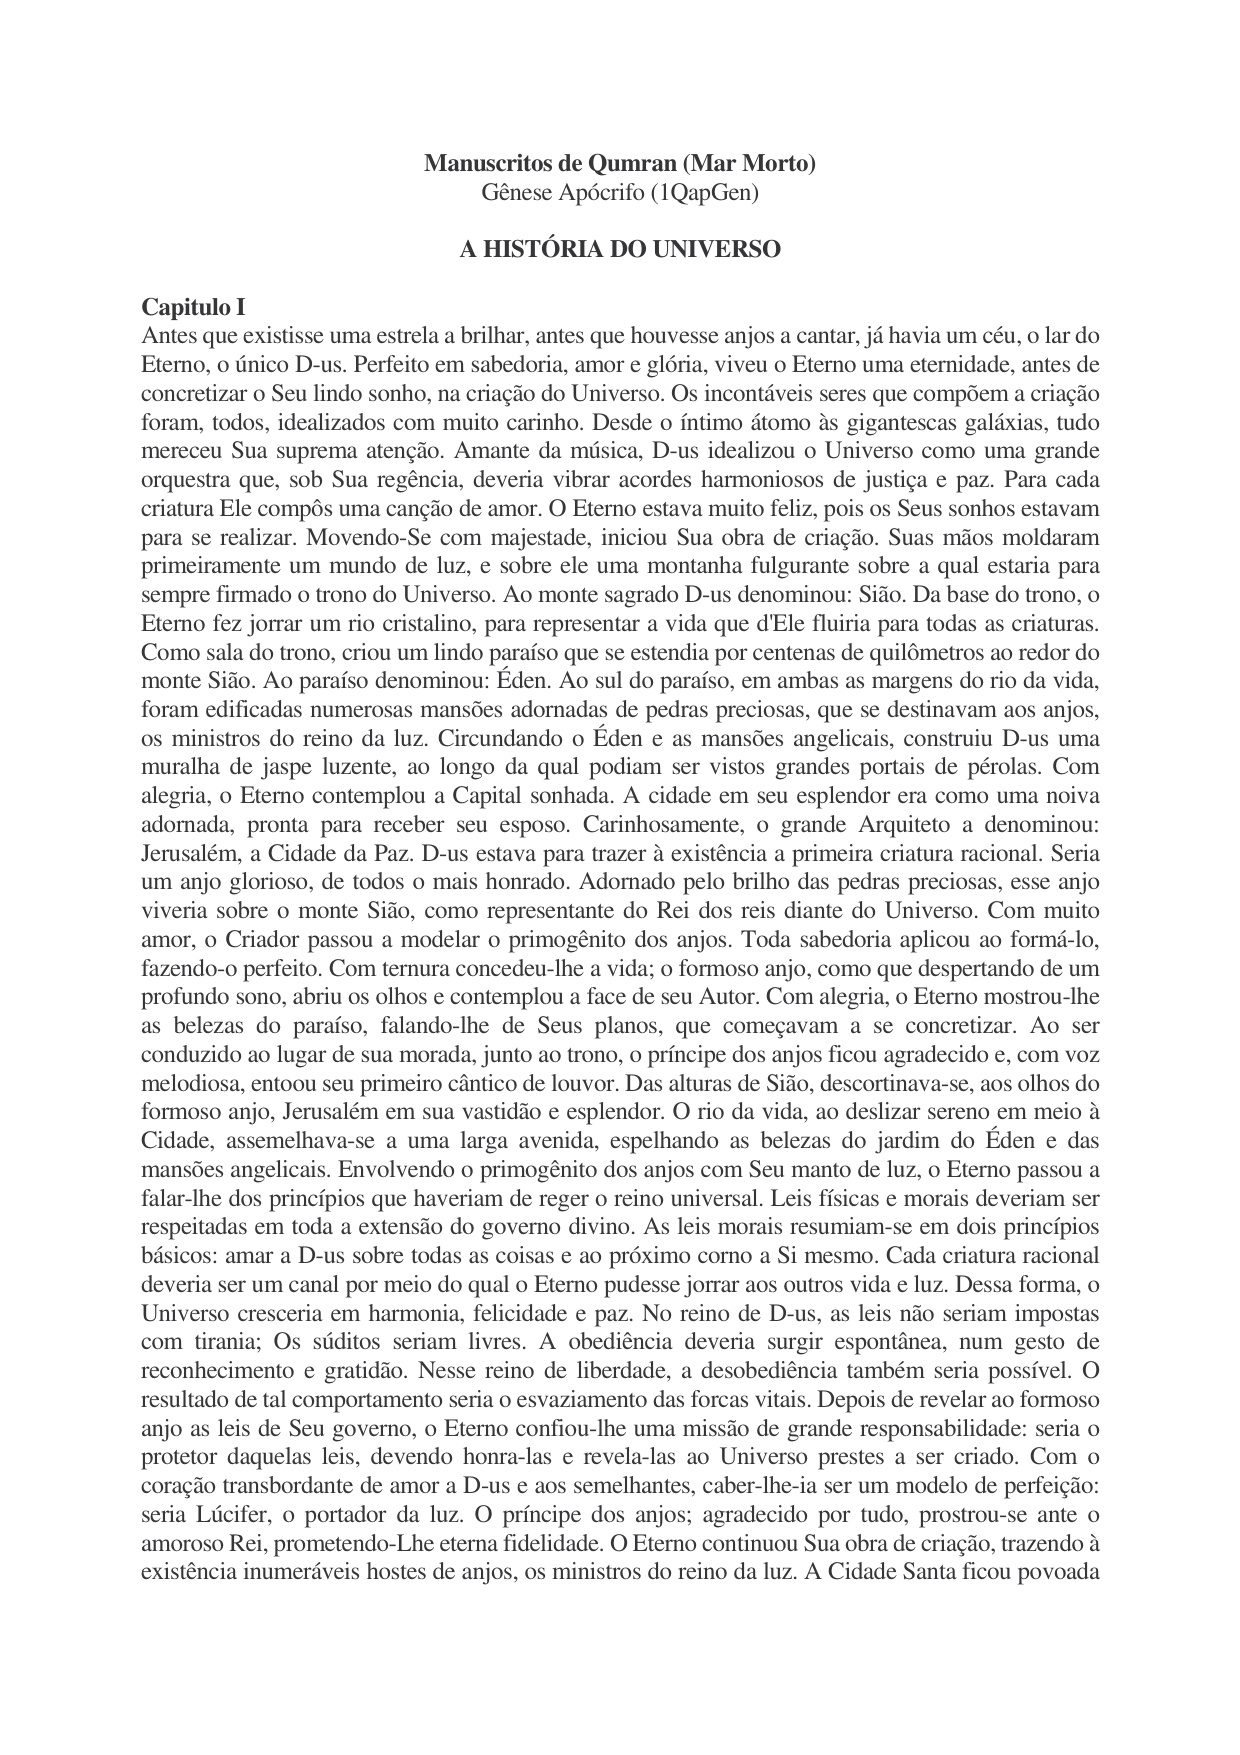 Manuscritos de Qumran (Mar Morto)
Gênese Apócrifo (1QapGen)
A HISTÓRIA DO UNIVERSO
Capitulo I
Antes que existisse uma estrela a brilhar, antes que houvesse anjos a cantar, já havia um céu, o lar do
Eterno, o único D-us. Perfeito em sabedoria, amor e glória, viveu o Eterno uma eternidade, antes de
concretizar o Seu lindo sonho, na criação do Universo. Os incontáveis seres que compõem a criação
foram, todos, idealizados com muito carinho. Desde o íntimo átomo às gigantescas galáxias, tudo
mereceu Sua suprema atenção. Amante da música, D-us idealizou o Universo como uma grande
orquestra que, sob Sua regência, deveria vibrar acordes harmoniosos de justiça e paz. Para cada
criatura Ele compôs uma canção de amor. O Eterno estava muito feliz, pois os Seus sonhos estavam
para se realizar. Movendo-Se com majestade, iniciou Sua obra de criação. Suas mãos moldaram
primeiramente um mundo de luz, e sobre ele uma montanha fulgurante sobre a qual estaria para
sempre firmado o trono do Universo. Ao monte sagrado D-us denominou: Sião. Da base do trono, o
Eterno fez jorrar um rio cristalino, para representar a vida que d'Ele fluiria para todas as criaturas.
Como sala do trono, criou um lindo paraíso que se estendia por centenas de quilômetros ao redor do
monte Sião. Ao paraíso denominou: Éden. Ao sul do paraíso, em ambas as margens do rio da vida,
foram edificadas numerosas mansões adornadas de pedras preciosas, que se destinavam aos anjos,
os ministros do reino da luz. Circundando o Éden e as mansões angelicais, construiu D-us uma
muralha de jaspe luzente, ao longo da qual podiam ser vistos grandes portais de pérolas. Com
alegria, o Eterno contemplou a Capital sonhada. A cidade em seu esplendor era como uma noiva
adornada, pronta para receber seu esposo. Carinhosamente, o grande Arquiteto a denominou:
Jerusalém, a Cidade da Paz. D-us estava para trazer à existência a primeira criatura racional. Seria
um anjo glorioso, de todos o mais honrado. Adornado pelo brilho das pedras preciosas, esse anjo
viveria sobre o monte Sião, como representante do Rei dos reis diante do Universo. Com muito
amor, o Criador passou a modelar o primogênito dos anjos. Toda sabedoria aplicou ao formá-lo,
fazendo-o perfeito. Com ternura concedeu-lhe a vida; o formoso anjo, como que despertando de um
profundo sono, abriu os olhos e contemplou a face de seu Autor. Com alegria, o Eterno mostrou-lhe
as belezas do paraíso, falando-lhe de Seus planos, que começavam a se concretizar. Ao ser
conduzido ao lugar de sua morada, junto ao trono, o príncipe dos anjos ficou agradecido e, com voz
melodiosa, entoou seu primeiro cântico de louvor. Das alturas de Sião, descortinava-se, aos olhos do
formoso anjo, Jerusalém em sua vastidão e esplendor. O rio da vida, ao deslizar sereno em meio à
Cidade, assemelhava-se a uma larga avenida, espelhando as belezas do jardim do Éden e das
mansões angelicais. Envolvendo o primogênito dos anjos com Seu manto de luz, o Eterno passou a
falar-lhe dos princípios que haveriam de reger o reino universal. Leis físicas e morais deveriam ser
respeitadas em toda a extensão do governo divino. As leis morais resumiam-se em dois princípios
básicos: amar a D-us sobre todas as coisas e ao próximo corno a Si mesmo. Cada criatura racional
deveria ser um canal por meio do qual o Eterno pudesse jorrar aos outros vida e luz. Dessa forma, o
Universo cresceria em harmonia, felicidade e paz. No reino de D-us, as leis não seriam impostas
com tirania; Os súditos seriam livres. A obediência deveria surgir espontânea, num gesto de
reconhecimento e gratidão. Nesse reino de liberdade, a desobediência também seria possível. O
resultado de tal comportamento seria o esvaziamento das forcas vitais. Depois de revelar ao formoso
anjo as leis de Seu governo, o Eterno confiou-lhe uma missão de grande responsabilidade: seria o
protetor daquelas leis, devendo honra-las e revela-las ao Universo prestes a ser criado. Com o
coração transbordante de amor a D-us e aos semelhantes, caber-lhe-ia ser um modelo de perfeição:
seria Lúcifer, o portador da luz. O príncipe dos anjos; agradecido por tudo, prostrou-se ante o
amoroso Rei, prometendo-Lhe eterna fidelidade. O Eterno continuou Sua obra de criação, trazendo à
existência inumeráveis hostes de anjos, os ministros do reino da luz. A Cidade Santa ficou povoada